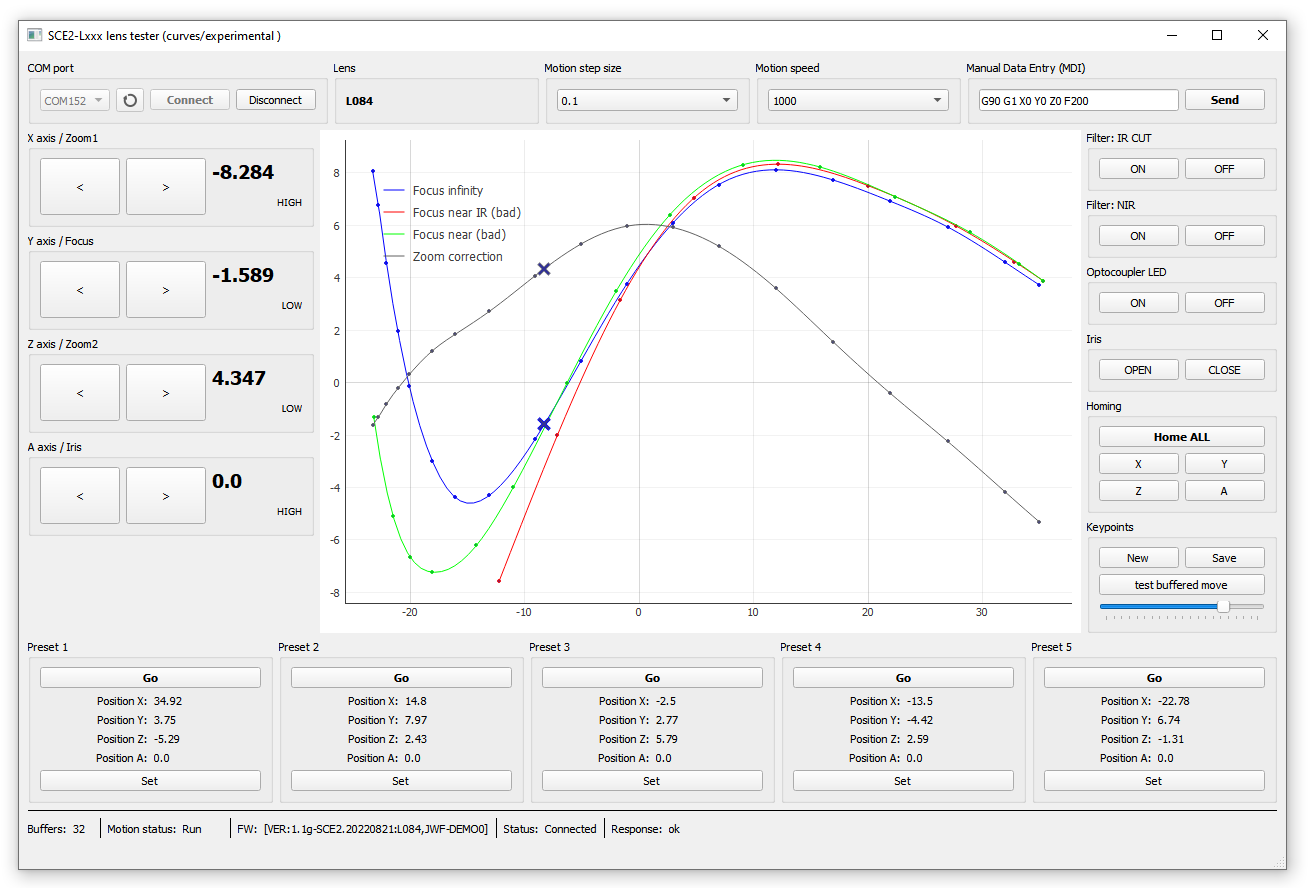 SCE2-Lxxx lens tester (curves/experimental )
COM port
COM152
Connect
Disconnect
Lens
L084
Motion step size
0.1
Motion speed
1000
Manual Data Entry (MDI)
G90 G1 X0 Y0 Z0 F200
Send
X axis / Zoom1
<
>
-8.284
HIGH
Y axis / Focus
<
>
-1.589
LOW
Z axis / Zoom2
<
>
4.347
LOW
A axis / Iris
<
>
0.0
HIGH
8
6
4
2
0
-2
-4
-6
-8
-20
-10
0
10
20
30
Focus infinity
Focus near IR (bad)
Focus near (bad)
Zoom correction
Filter: IR CUT
ON
OFF
Filter: NIR
ON
OFF
Optocoupler LED
ON
OFF
Iris
OPEN
CLOSE
Homing
Home ALL
X
Y
Z
A
Keypoints
New
Save
test buffered move
Preset 1
Go
Position X: 34.92
Position Y: 3.75
Position Z: -5.29
Position A: 0.0
Set
Preset 2
Go
Position X: 14.8
Position Y: 7.97
Position Z: 2.43
Position A: 0.0
Set
Preset 3
Go
Position X: -2.5
Position Y: 2.77
Position Z: 5.79
Position A: 0.0
Set
Preset 4
Go
Position X: -13.5
Position Y: -4.42
Position Z: 2.59
Position A: 0.0
Set
Preset 5
Go
Position X: -22.78
Position Y: 6.74
Position Z: -1.31
Position A: 0.0
Set
Buffers: 32
Motion status: Run
FW: [VER:1.1g-SCE2.20220821:L084,JWF-DEMO0]
Status: Connected
Response: ok